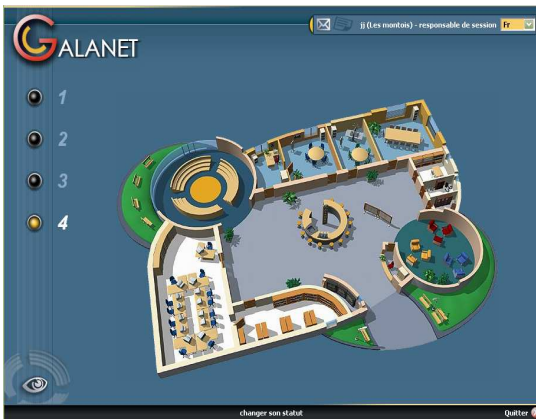 GALANET
jj (Les montois) - responsable de session Fr
1
2
3
4
changer son statut
Quitter